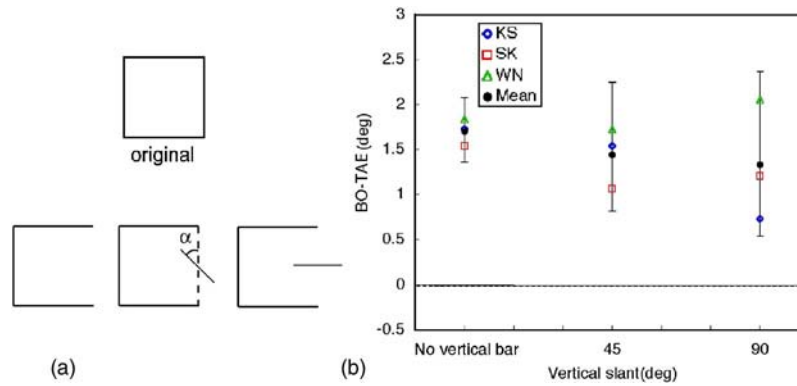 original
α
(a)
3
2.5
2
1.5
1
0.5
0
-0.5
BO-TAE (deg)
KS
SK
WN
Mean
No vertical bar
45
90
Vertical slant(deg)
(b)